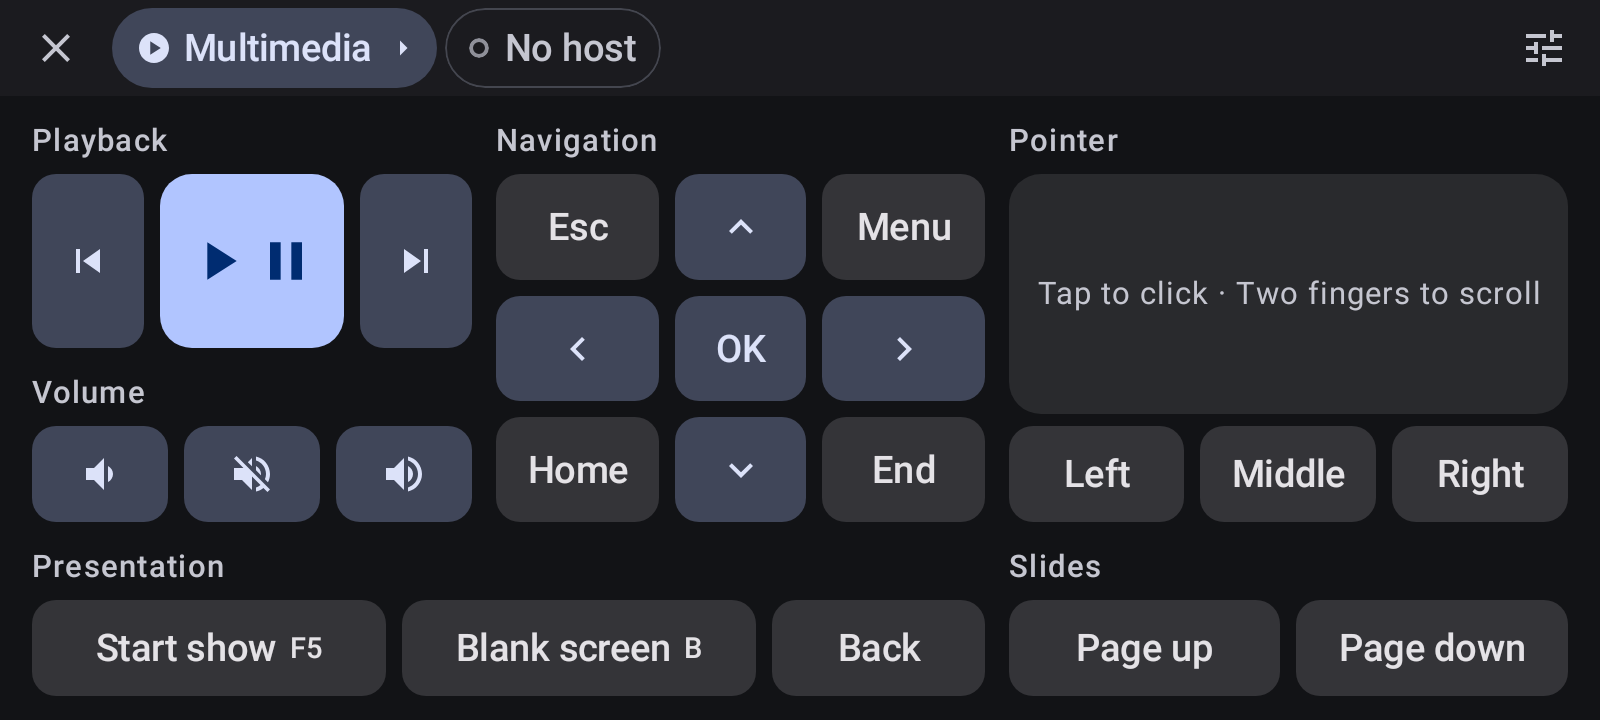 Multimedia
No host
Playback
Navigation
Pointer
Esc
Menu
Tap to click · Two fingers to scroll
OK
Volume
Home
End
Left
Middle
Right
Presentation
Slides
Start show F5
Blank screen B
Back
Page up
Page down